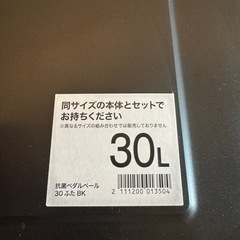 同サイズの本体とセットで
お持ちください
※異なるサイズの組み合わせでは販売しておりません
30L
抗菌ペダルペール
30 ふた BK
2 111200 013504